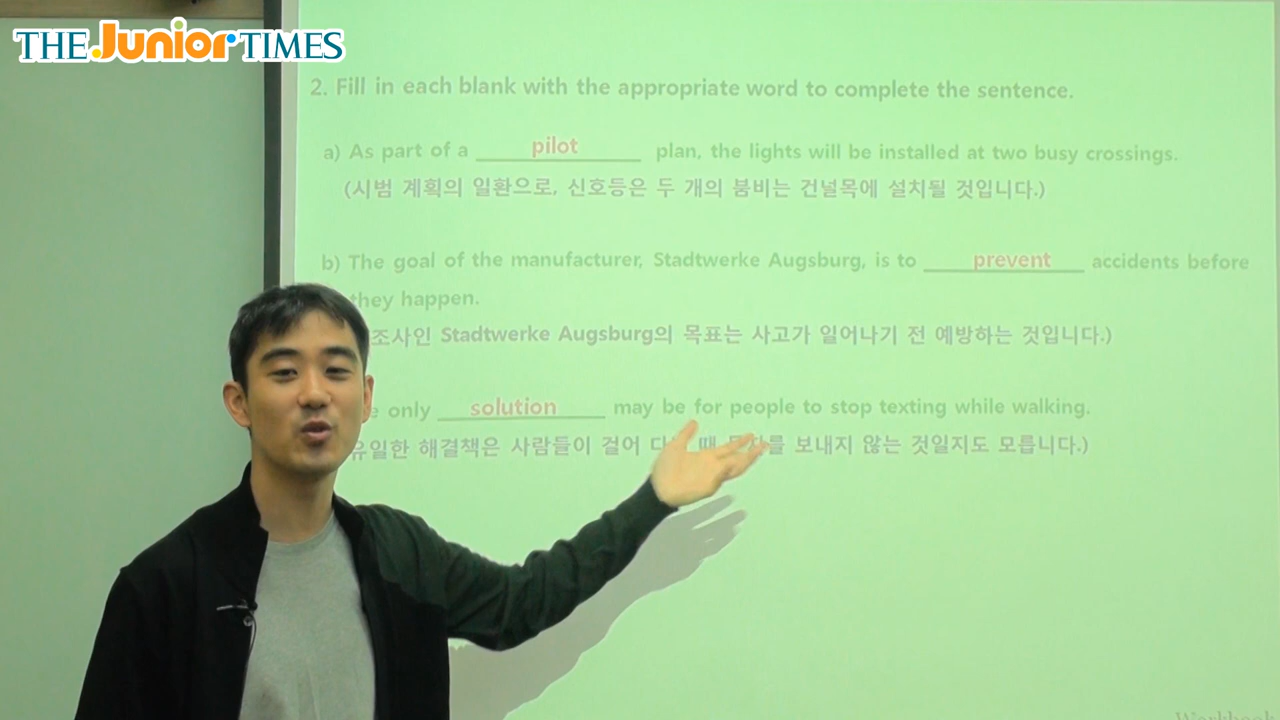 THE Junior TIMES
2. Fill in each blank with the appropriate word to complete the sentence.
a) As part of a pilot plan, the lights will be installed at two busy crossings.
(시범 계획의 일환으로, 신호등은 두 개의 붐비는 건널목에 설치될 것입니다.)
b) The goal of the manufacturer, Stadtwerke Augsburg, is to prevent accidents before
they happen.
조사인 Stadtwerke Augsburg의 목표는 사고가 일어나기 전 예방하는 것입니다.)
only solution may be for people to stop texting while walking.
유일한 해결책은 사람들이 걸어 때 보내지 않는 것일지도 모릅니다.)
Workbook